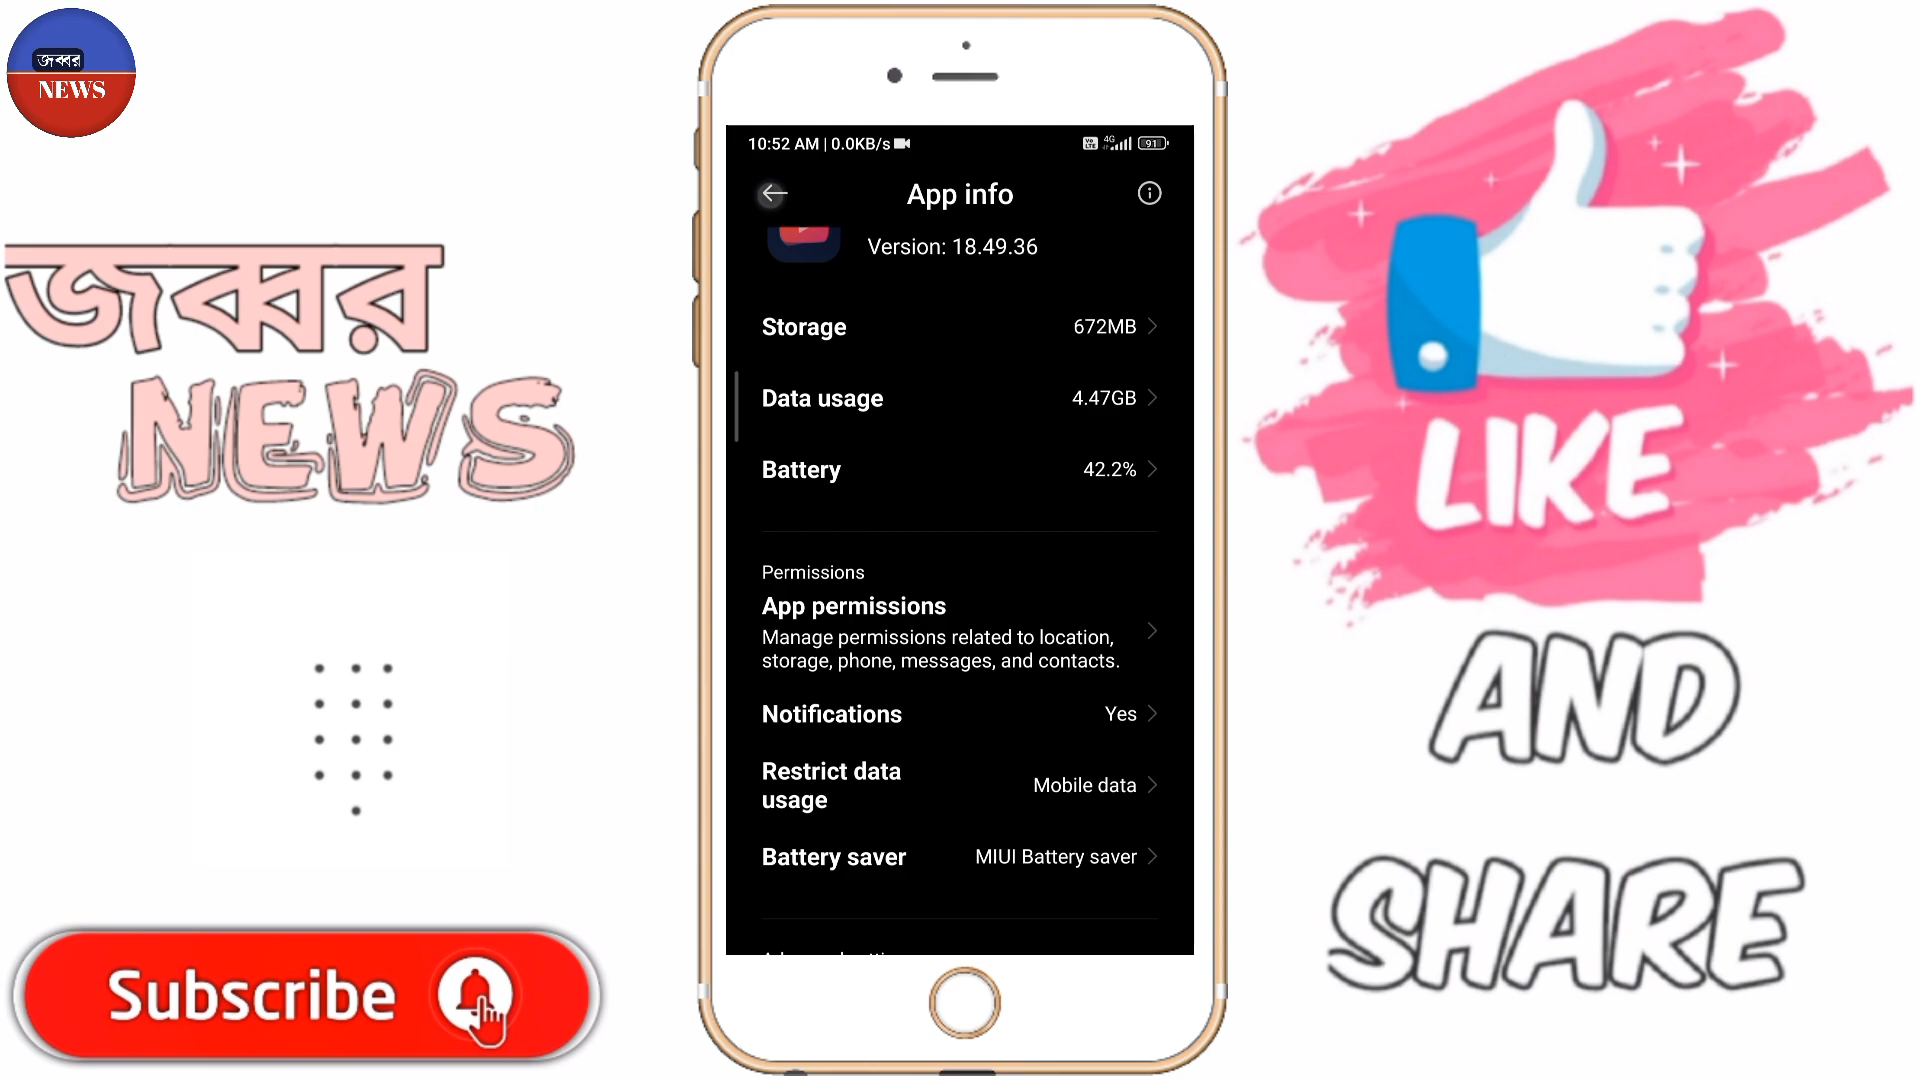 জব্বর
NEWS
জব্বর
NEWS
Subscribe
10:52 AM | 0.0KB/s
4G
91
App info
Version: 18.49.36
Storage 672MB
Data usage 4.47GB
Battery 42.2%
Permissions
App permissions
Manage permissions related to location,
storage, phone, messages, and contacts.
Notifications Yes
Restrict data
usage Mobile data
Battery saver MIUI Battery saver
LIKE
AND
SHARE